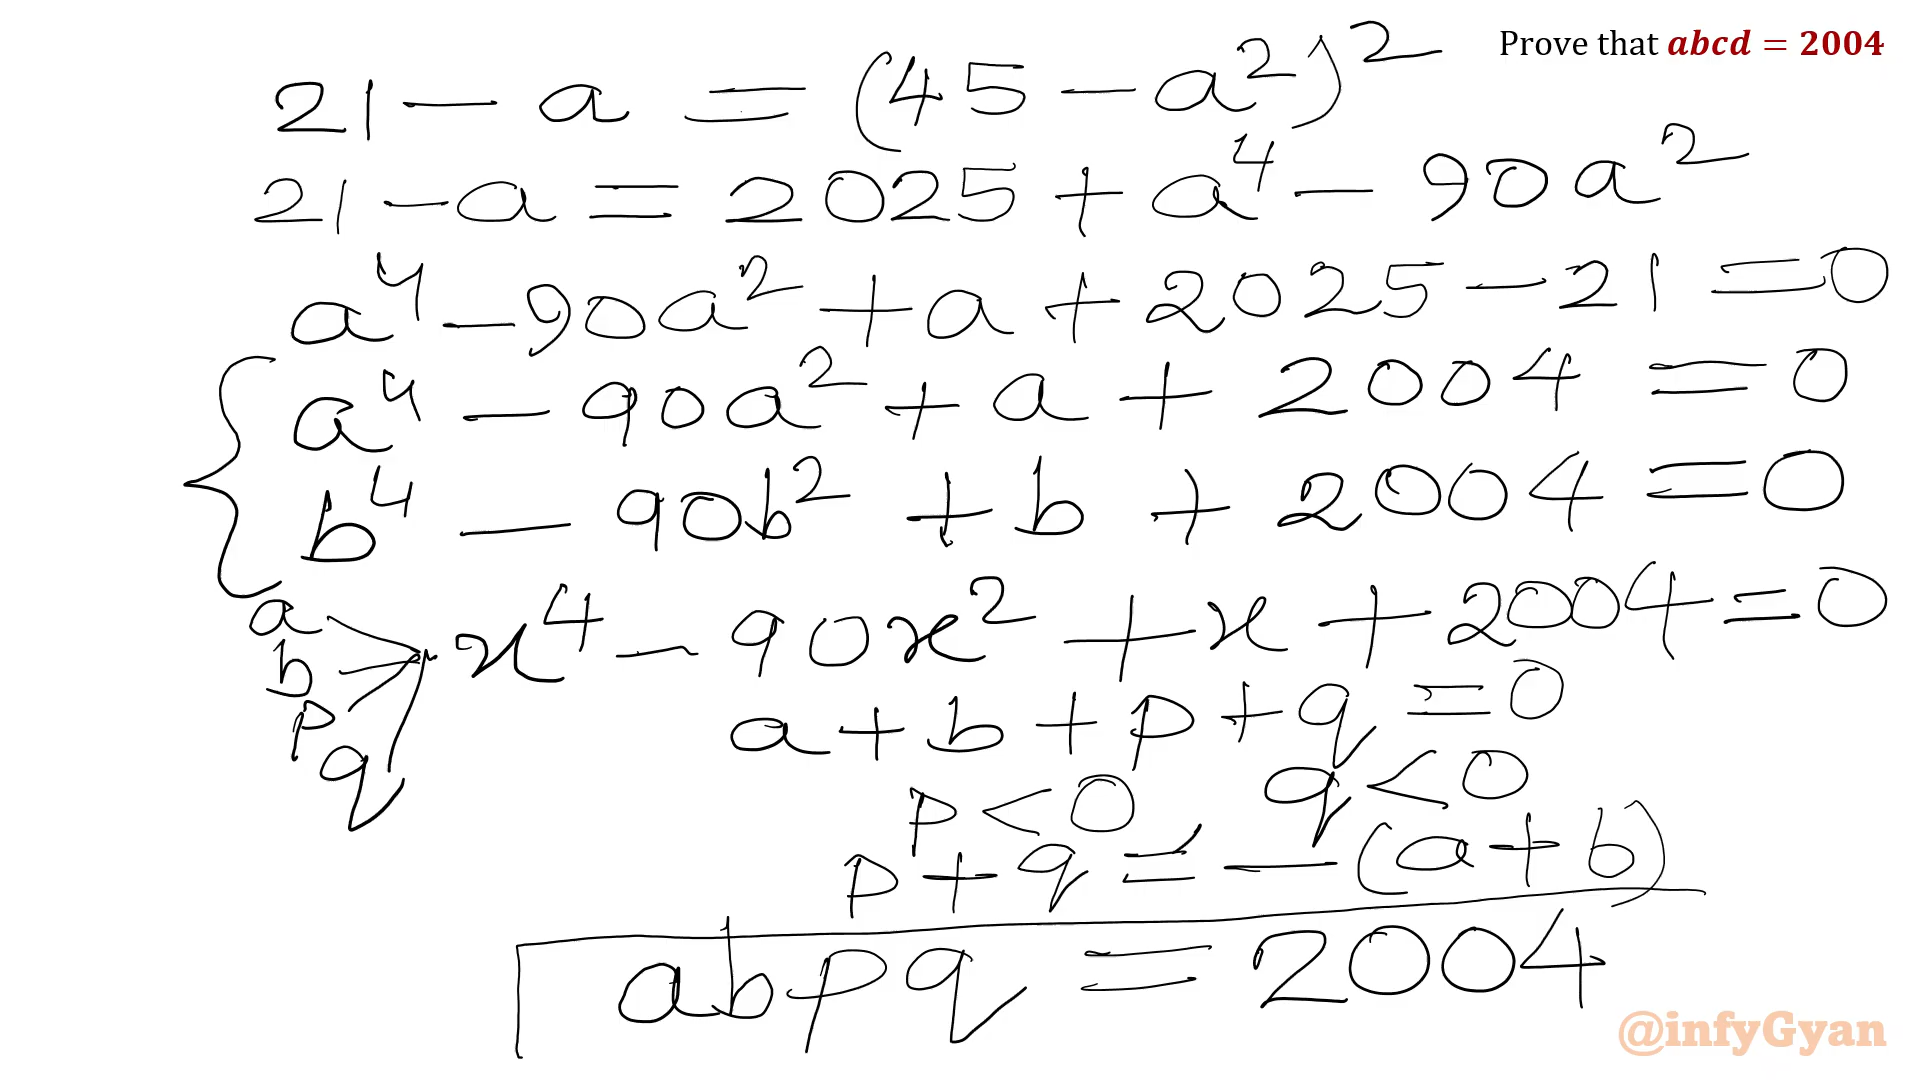 Prove that abcd = 2004
21 - a = (45 - a²)²
21 - a = 2025 + a⁴ - 90a²
a⁴ - 90a² + a + 2025 - 21 = 0
a⁴ - 90a² + a + 2004 = 0
b⁴ - 90b² + b + 2004 = 0
a
b
p
q
x⁴ - 90x² + x + 2004 = 0
a + b + p + q = 0
p < 0 q < 0
p + q = - (a + b)
abpq = 2004
@infyGyan